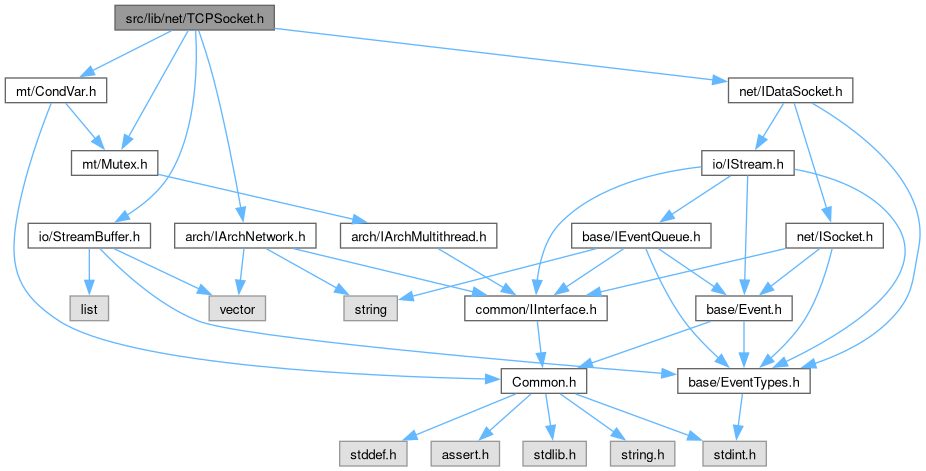 src/lib/net/TCPSocket.h
mt/CondVar.h
net/IDataSocket.h
mt/Mutex.h
io/IStream.h
io/StreamBuffer.h
arch/IArchNetwork.h
arch/IArchMultithread.h
base/IEventQueue.h
net/ISocket.h
list
vector
string
common/IInterface.h
base/Event.h
Common.h
base/EventTypes.h
stddef.h
assert.h
stdlib.h
string.h
stdint.h